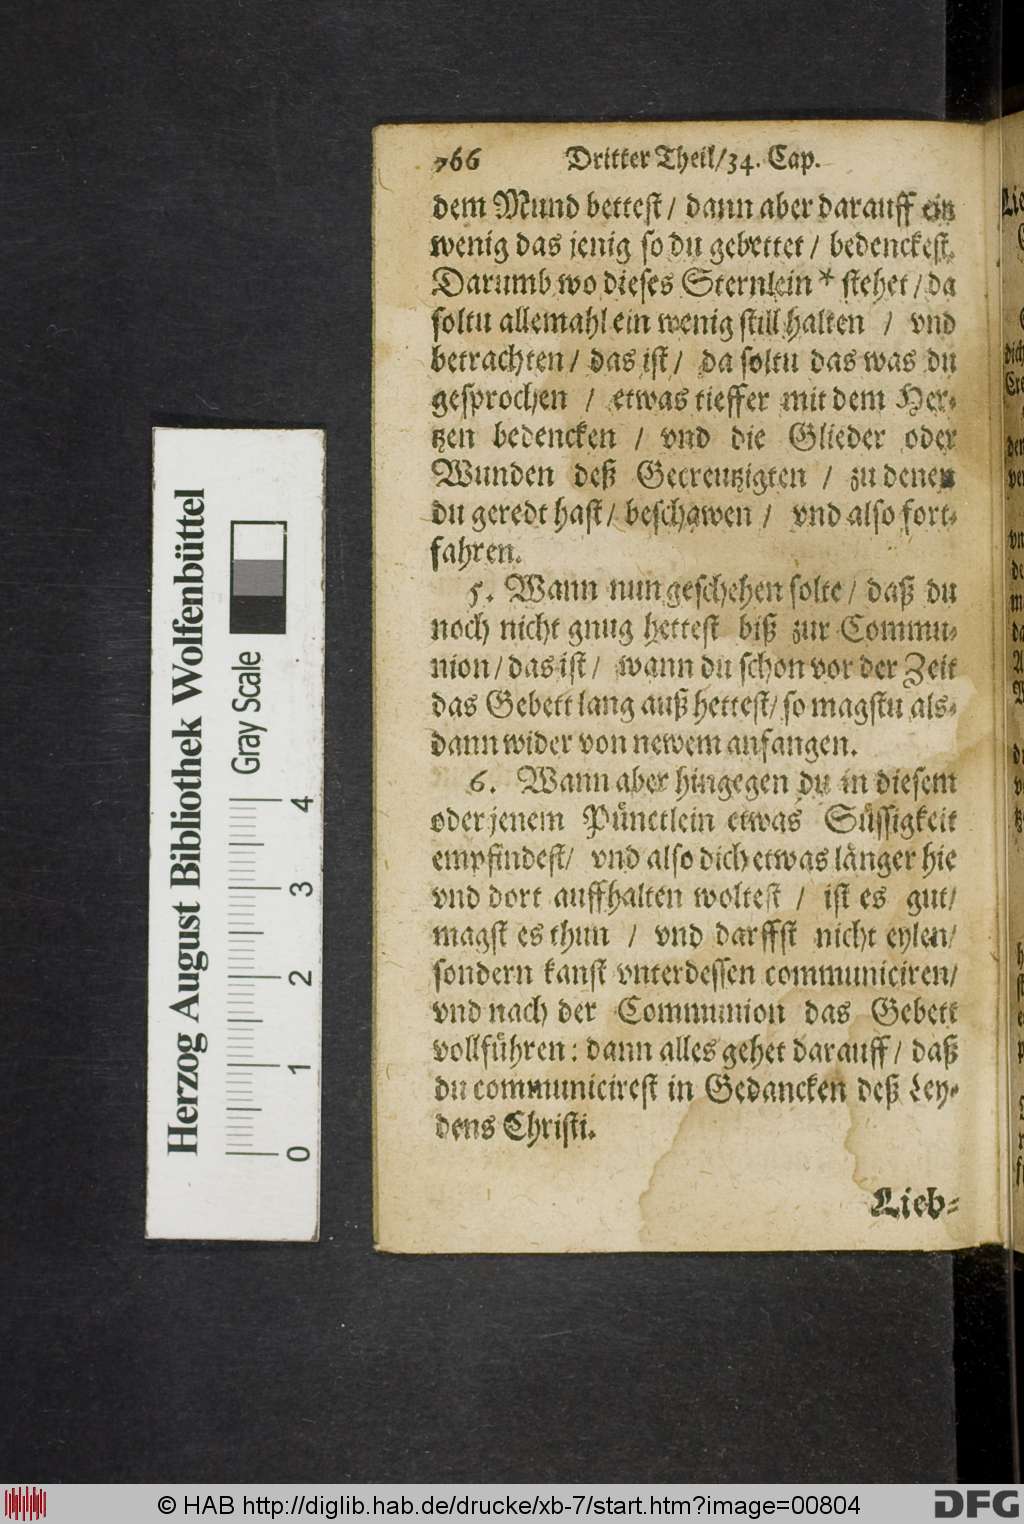 766 Dritter Theil/34. Cap.
dem Mund bettest / dann aber darauff ein
wenig das jenig so du gebettet / bedenckest.
Darumb wo dieses Sternlein * stehet / da
soltu allemahl ein wenig still halten / vnd
betrachten / das ist / da soltu das was du
gesprochen / etwas tieffer mit dem Her-
tzen bedencken / vnd die Glieder oder
Wunden deß Gecreutzigten / zu denen
du geredt hast / beschawen / vnd also fort-
fahren.
5. Wann nun geschehen solte / daß du
noch nicht gnug hettest biß zur Commu-
nion / das ist / wann du schon vor der Zeit
das Gebett lang auß hettest / so magstu als-
dann wider von newem anfangen.
6. Wann aber hingegen du in diesem
oder jenem Pünctlein etwas Süssigkeit
empfindest / vnd also dich etwas länger hie
vnd dort auffhalten woltest / ist es gut /
magst es thun / vnd darffst nicht eylen /
sondern kanst vnterdessen communiciren /
vnd nach der Communion das Gebett
vollführen : dann alles gehet darauff / daß
du communicirest in Gedancken deß Ley-
dens Christi.
Lieb-
Herzog August Bibliothek Wolfenbüttel
Gray Scale
0 1 2 3 4
© HAB http://diglib.hab.de/drucke/xb-7/start.htm?image=00804
DFG